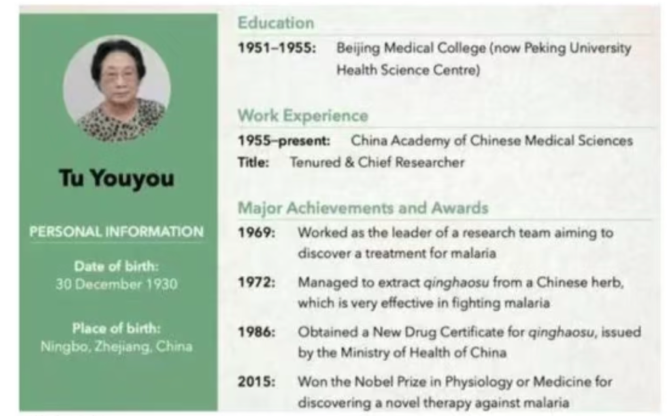 Tu Youyou
PERSONAL INFORMATION
Date of birth:
30 December 1930
Place of birth:
Ningbo, Zhejiang, China
Education
1951–1955: Beijing Medical College (now Peking University
Health Science Centre)
Work Experience
1955–present: China Academy of Chinese Medical Sciences
Title: Tenured & Chief Researcher
Major Achievements and Awards
1969: Worked as the leader of a research team aiming to
discover a treatment for malaria
1972: Managed to extract qinghaosu from a Chinese herb,
which is very effective in fighting malaria
1986: Obtained a New Drug Certificate for qinghaosu, issued
by the Ministry of Health of China
2015: Won the Nobel Prize in Physiology or Medicine for
discovering a novel therapy against malaria